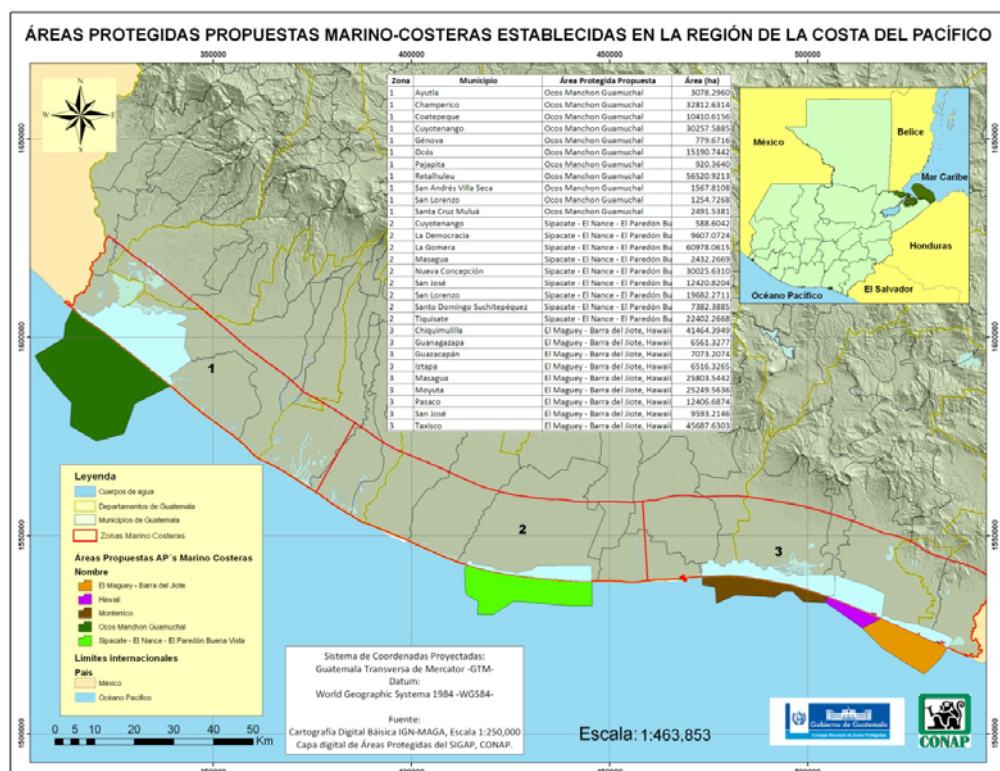 ÁREAS PROTEGIDAS PROPUESTAS MARINO-COSTERAS ESTABLECIDAS EN LA REGIÓN DE LA COSTA DEL PACÍFICO
350000 400000 450000 500000
N
W E
S
Zona Municipio Área Protegida Propuesta Área (ha)
1 Ayutla Ocos Manchon Guamuchal 3078.2960
1 Champerico Ocos Manchon Guamuchal 32812.6314
1 Coatepeque Ocos Manchon Guamuchal 10410.6156
1 Cuyotenango Ocos Manchon Guamuchal 30257.5885
1 Génova Ocos Manchon Guamuchal 779.6716
1 Ocós Ocos Manchon Guamuchal 15190.7442
1 Pajapita Ocos Manchon Guamuchal 920.3640
1 Retalhuleu Ocos Manchon Guamuchal 56520.9213
1 San Andrés Villa Seca Ocos Manchon Guamuchal 1567.8108
1 San Lorenzo Ocos Manchon Guamuchal 1254.7268
1 Santa Cruz Muluá Ocos Manchon Guamuchal 2491.5381
2 Cuyotenango Sipacate - El Nance - El Paredón Bu 588.6042
2 La Democracia Sipacate - El Nance - El Paredón Bu 9607.0724
2 La Gomera Sipacate - El Nance - El Paredón Bu 60978.0615
2 Masagua Sipacate - El Nance - El Paredón Bu 2432.2669
2 Nueva Concepción Sipacate - El Nance - El Paredón Bu 30025.6310
2 San José Sipacate - El Nance - El Paredón Bu 12420.8204
2 San Lorenzo Sipacate - El Nance - El Paredón Bu 19682.2711
2 Santo Domingo Suchitepéquez Sipacate - El Nance - El Paredón Bu 7382.3885
2 Tiquisate Sipacate - El Nance - El Paredón Bu 22402.2668
3 Chiquimulilla El Maguey - Barra del Jiote, Hawaii 41464.3949
3 Guanagazapa El Maguey - Barra del Jiote, Hawaii 6561.3277
3 Guazacapán El Maguey - Barra del Jiote, Hawaii 7073.2074
3 Iztapa El Maguey - Barra del Jiote, Hawaii 6516.3265
3 Masagua El Maguey - Barra del Jiote, Hawaii 25803.5442
3 Moyuta El Maguey - Barra del Jiote, Hawaii 25249.5636
3 Pasaco El Maguey - Barra del Jiote, Hawaii 12406.6874
3 San José El Maguey - Barra del Jiote, Hawaii 9593.2146
3 Taxisco El Maguey - Barra del Jiote, Hawaii 45687.6303
México
Belice
Mar Caribe
Honduras
El Salvador
Océano Pacífico
1650000 1650000
1600000 1600000
1550000 1550000
1500000 1500000
1
2
3
Leyenda
Cuerpos de agua
Departamentos de Guatemala
Municipios de Guatemala
Zonas Marino Costeras
Áreas Propuestas AP´s Marino Costeras
Nombre
El Maguey - Barra del Jiote
Hawaii
Monterrico
Ocos Manchon Guamuchal
Sipacate - El Nance - El Paredón Buena Vista
Limites internacionales
Pais
México
Océano Pacífico
0 5 10 20 30 40 50
Km
Sistema de Coordenadas Proyectadas:
Guatemala Transversa de Mercator -GTM-
Datum:
World Geographic Systema 1984 -WGS84-
Fuente:
Cartografía Digital Báisica IGN-MAGA, Escala 1:250,000
Capa digital de Áreas Protegidas del SIGAP, CONAP.
Escala: 1:463,853
Gobierno de Guatemala
Consejo Nacional de Áreas Protegidas
CONAP
350000 400000 450000 500000